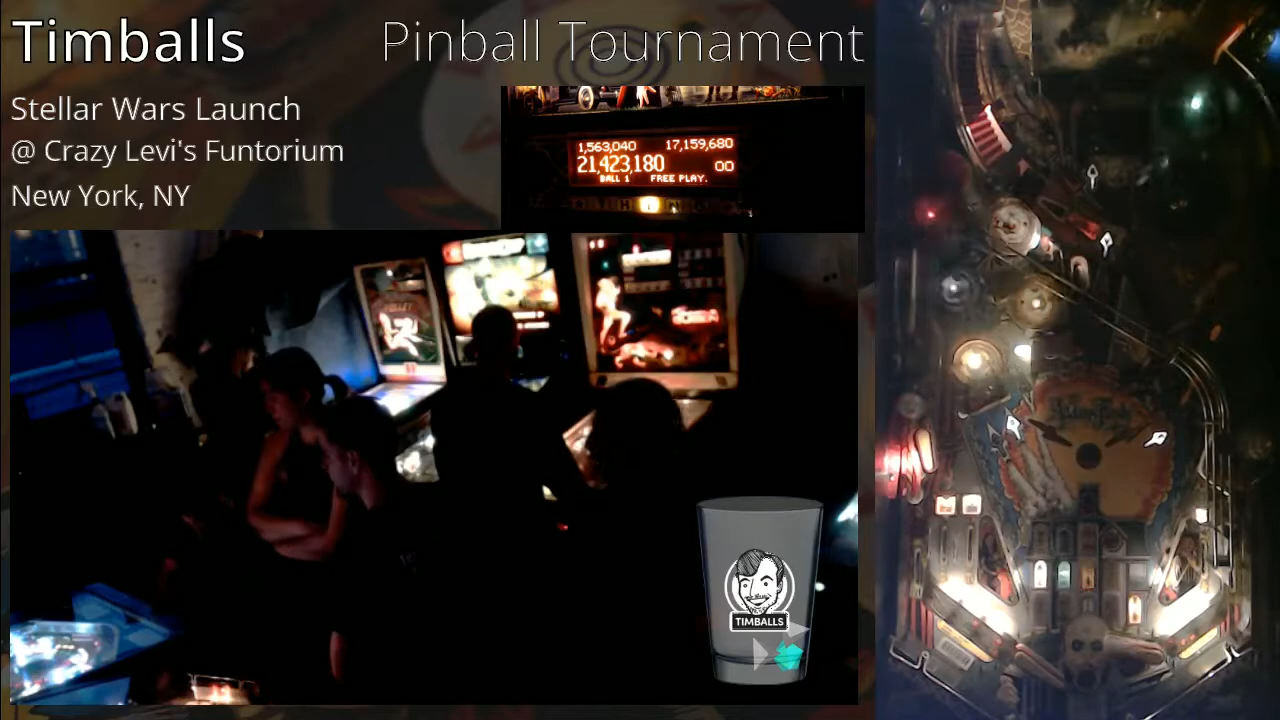 Timballs
Pinball Tournament
Stellar Wars Launch
@ Crazy Levi's Funtorium
New York, NY
1,563,040 17,159,680
21,423,180 00
BALL 1 FREE PLAY.
TIMBALLS